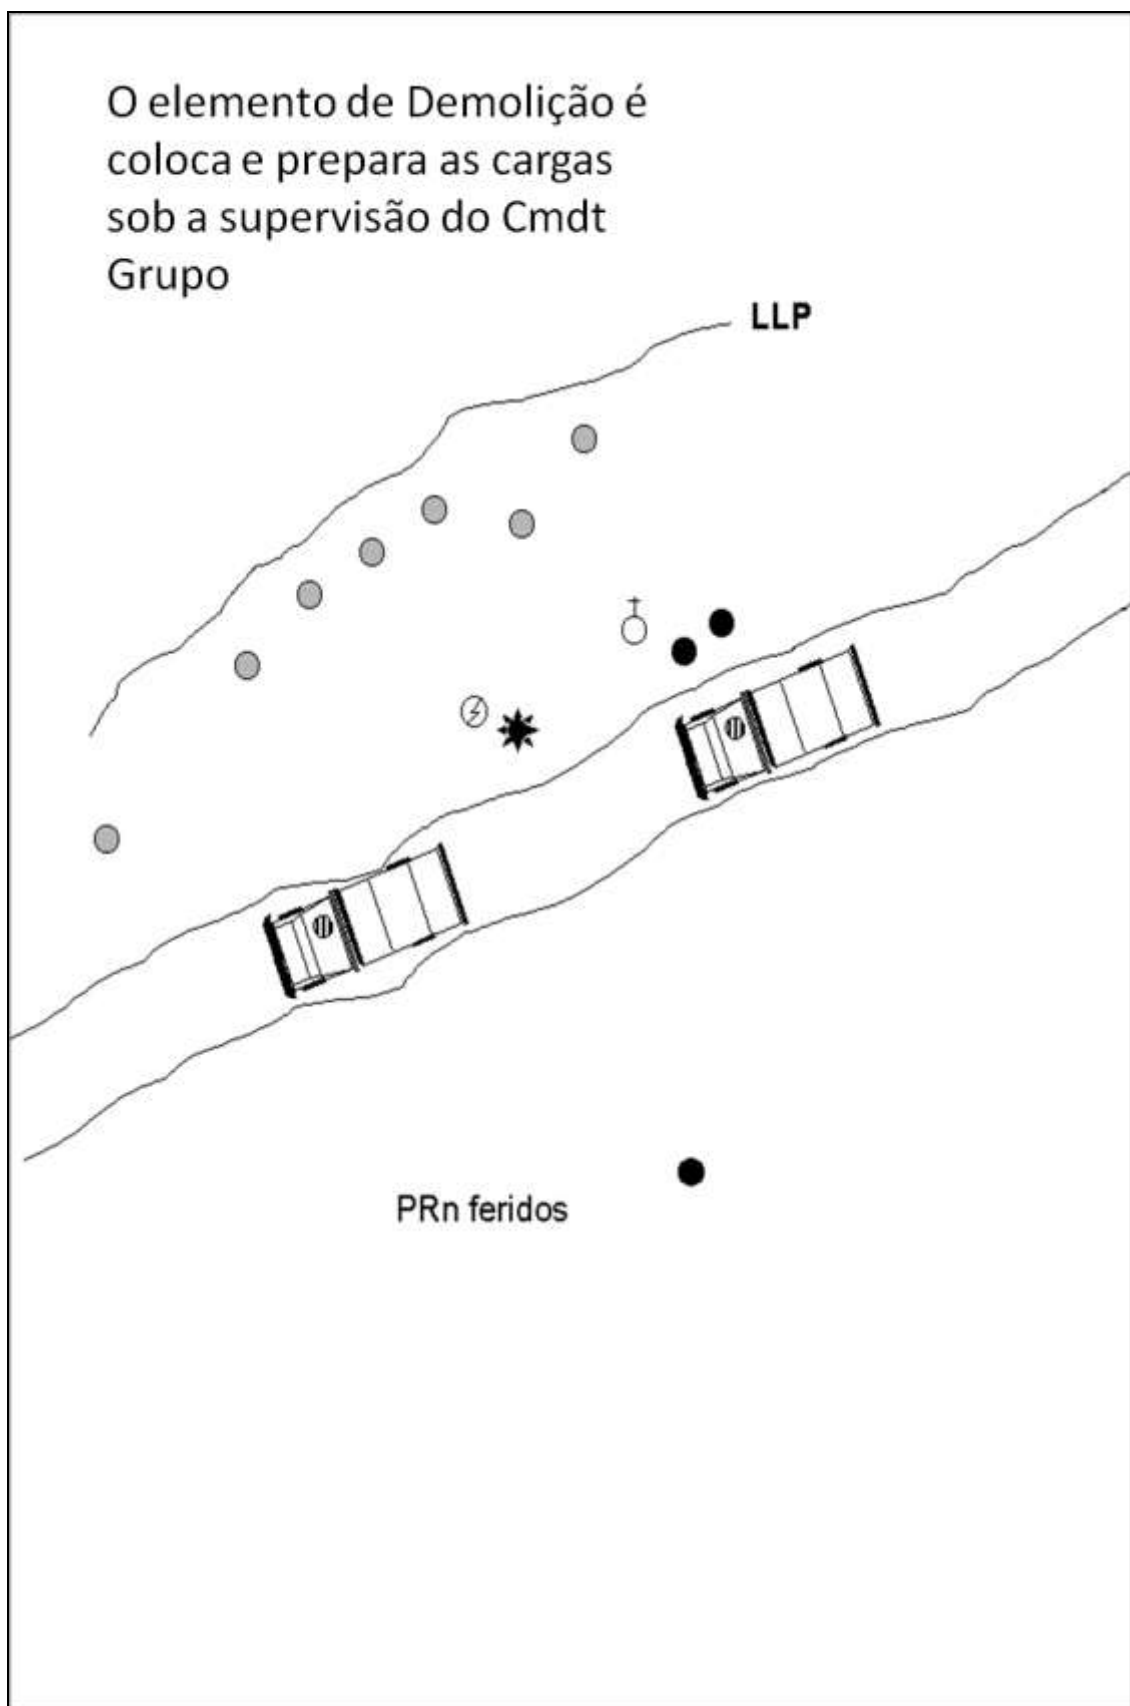 O elemento de Demolição é
coloca e prepara as cargas
sob a supervisão do Cmdt
Grupo
LLP
PRn feridos